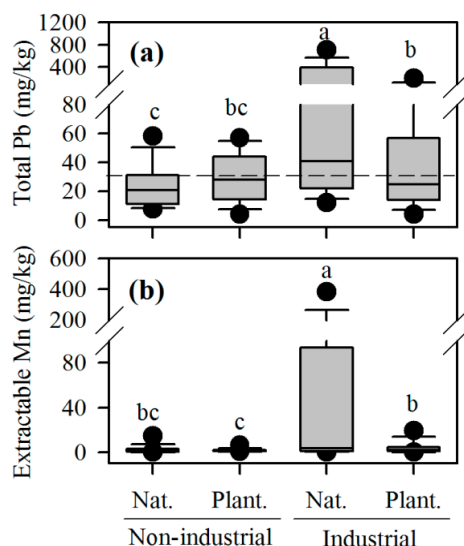 1200
800
400
(a)
a
b
c
bc
80
60
40
20
0
Total Pb (mg/kg)
600
400
200
(b)
a
bc
c
b
80
40
0
Extractable Mn (mg/kg)
Nat. Plant. Nat. Plant.
Non-industrial Industrial